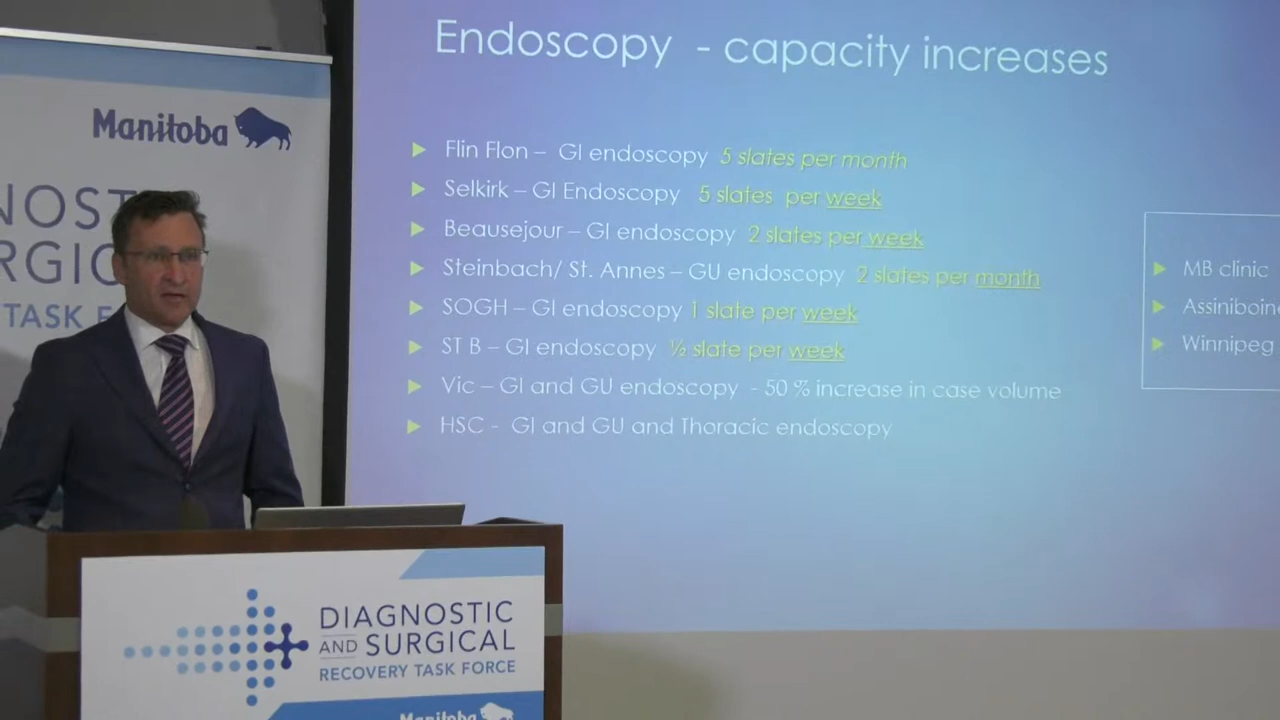 Endoscopy - capacity increases
Flin Flon – GI endoscopy 5 slates per month
Selkirk – GI Endoscopy 5 slates per week
Beausejour – GI endoscopy 2 slates per week
Steinbach/ St. Annes – GU endoscopy 2 slates per month
SOGH – GI endoscopy 1 slate per week
ST B – GI endoscopy ½ slate per week
Vic – GI and GU endoscopy - 50 % increase in case volume
HSC - GI and GU and Thoracic endoscopy
MB clinic
Assiniboin
Winnipeg
Manitoba
NOST
RGIC
TASK F
DIAGNOSTIC
AND SURGICAL
RECOVERY TASK FORCE
Manitoba